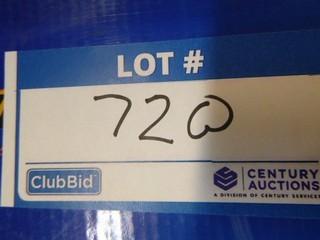 LOT #
720
ClubBid
CENTURY
AUCTIONS
A DIVISION OF CENTURY SERVICES